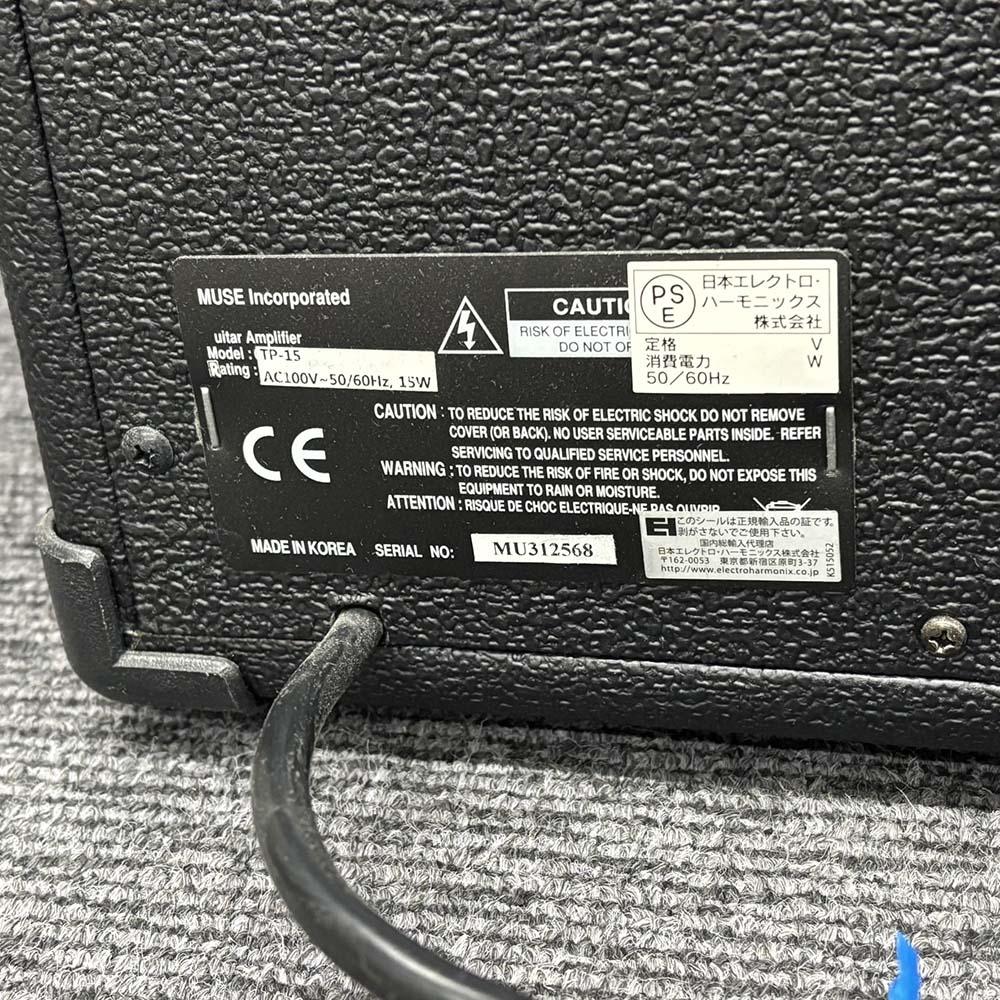 MUSE Incorporated
uitar Amplifier
Model : TP-15
Rating : AC100V~50/60Hz, 15W
CAUTIO
RISK OF ELECTRI
DO NOT OP
PS
E
日本エレクトロ・
ハーモニックス
株式会社
定格 V
消費電力 W
50/60Hz
CAUTION : TO REDUCE THE RISK OF ELECTRIC SHOCK DO NOT REMOVE
COVER (OR BACK). NO USER SERVICEABLE PARTS INSIDE. REFER
SERVICING TO QUALIFIED SERVICE PERSONNEL.
WARNING : TO REDUCE THE RISK OF FIRE OR SHOCK, DO NOT EXPOSE THIS
EQUIPMENT TO RAIN OR MOISTURE.
ATTENTION : RISQUE DE CHOC ELECTRIQUE-NE PAS OUVRIR
CE
MADE IN KOREA SERIAL NO: MU312568
EH このシールは正規輸入品の証です。
剥がさないでご使用下さい。
国内総輸入代理店
日本エレクトロ・ハーモニックス株式会社
〒162-0053 東京都新宿区原町3-37
http://www.electroharmonix.co.jp
K515052